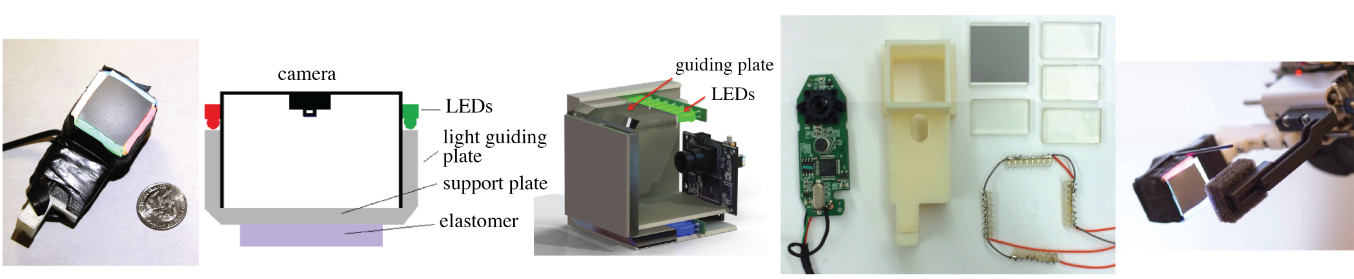 camera
LEDs
light guiding
plate
support plate
elastomer
guiding plate
LEDs